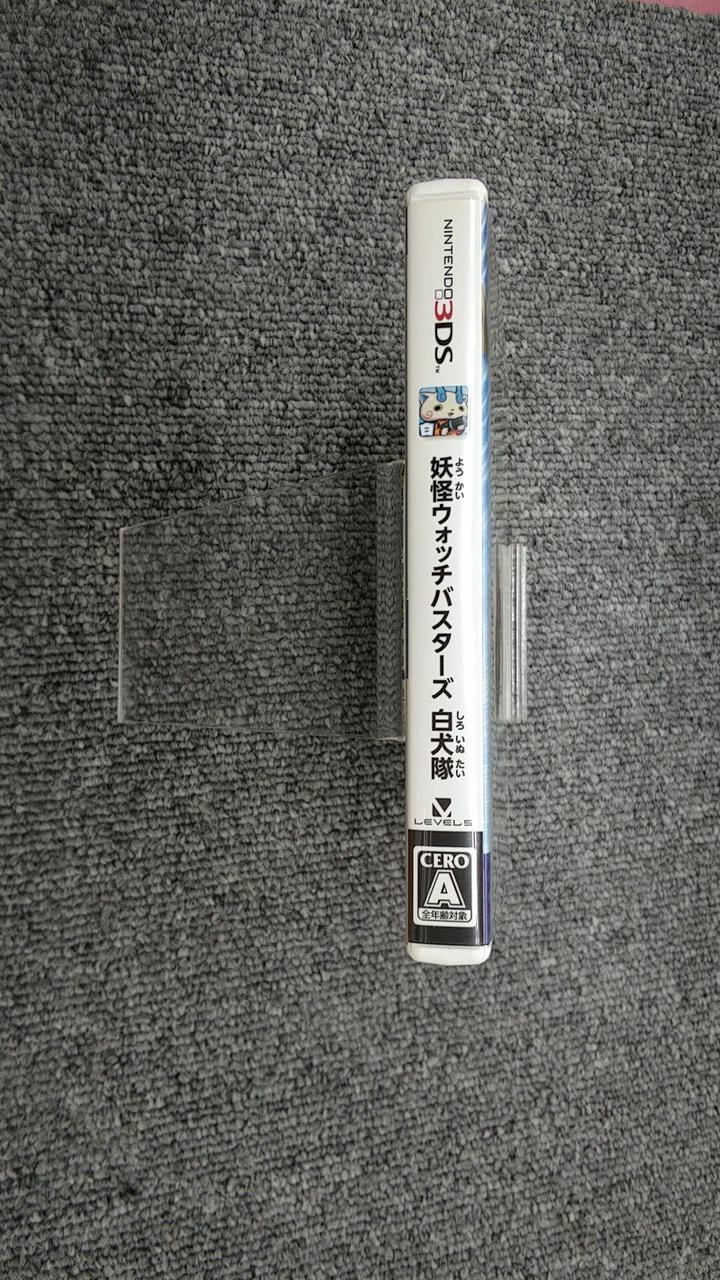 NINTENDO 3DS™
妖怪ウォッチバスターズ 白犬隊
よう かい
しろ いぬ たい
LEVEL5
CERO
A
全年齢対象